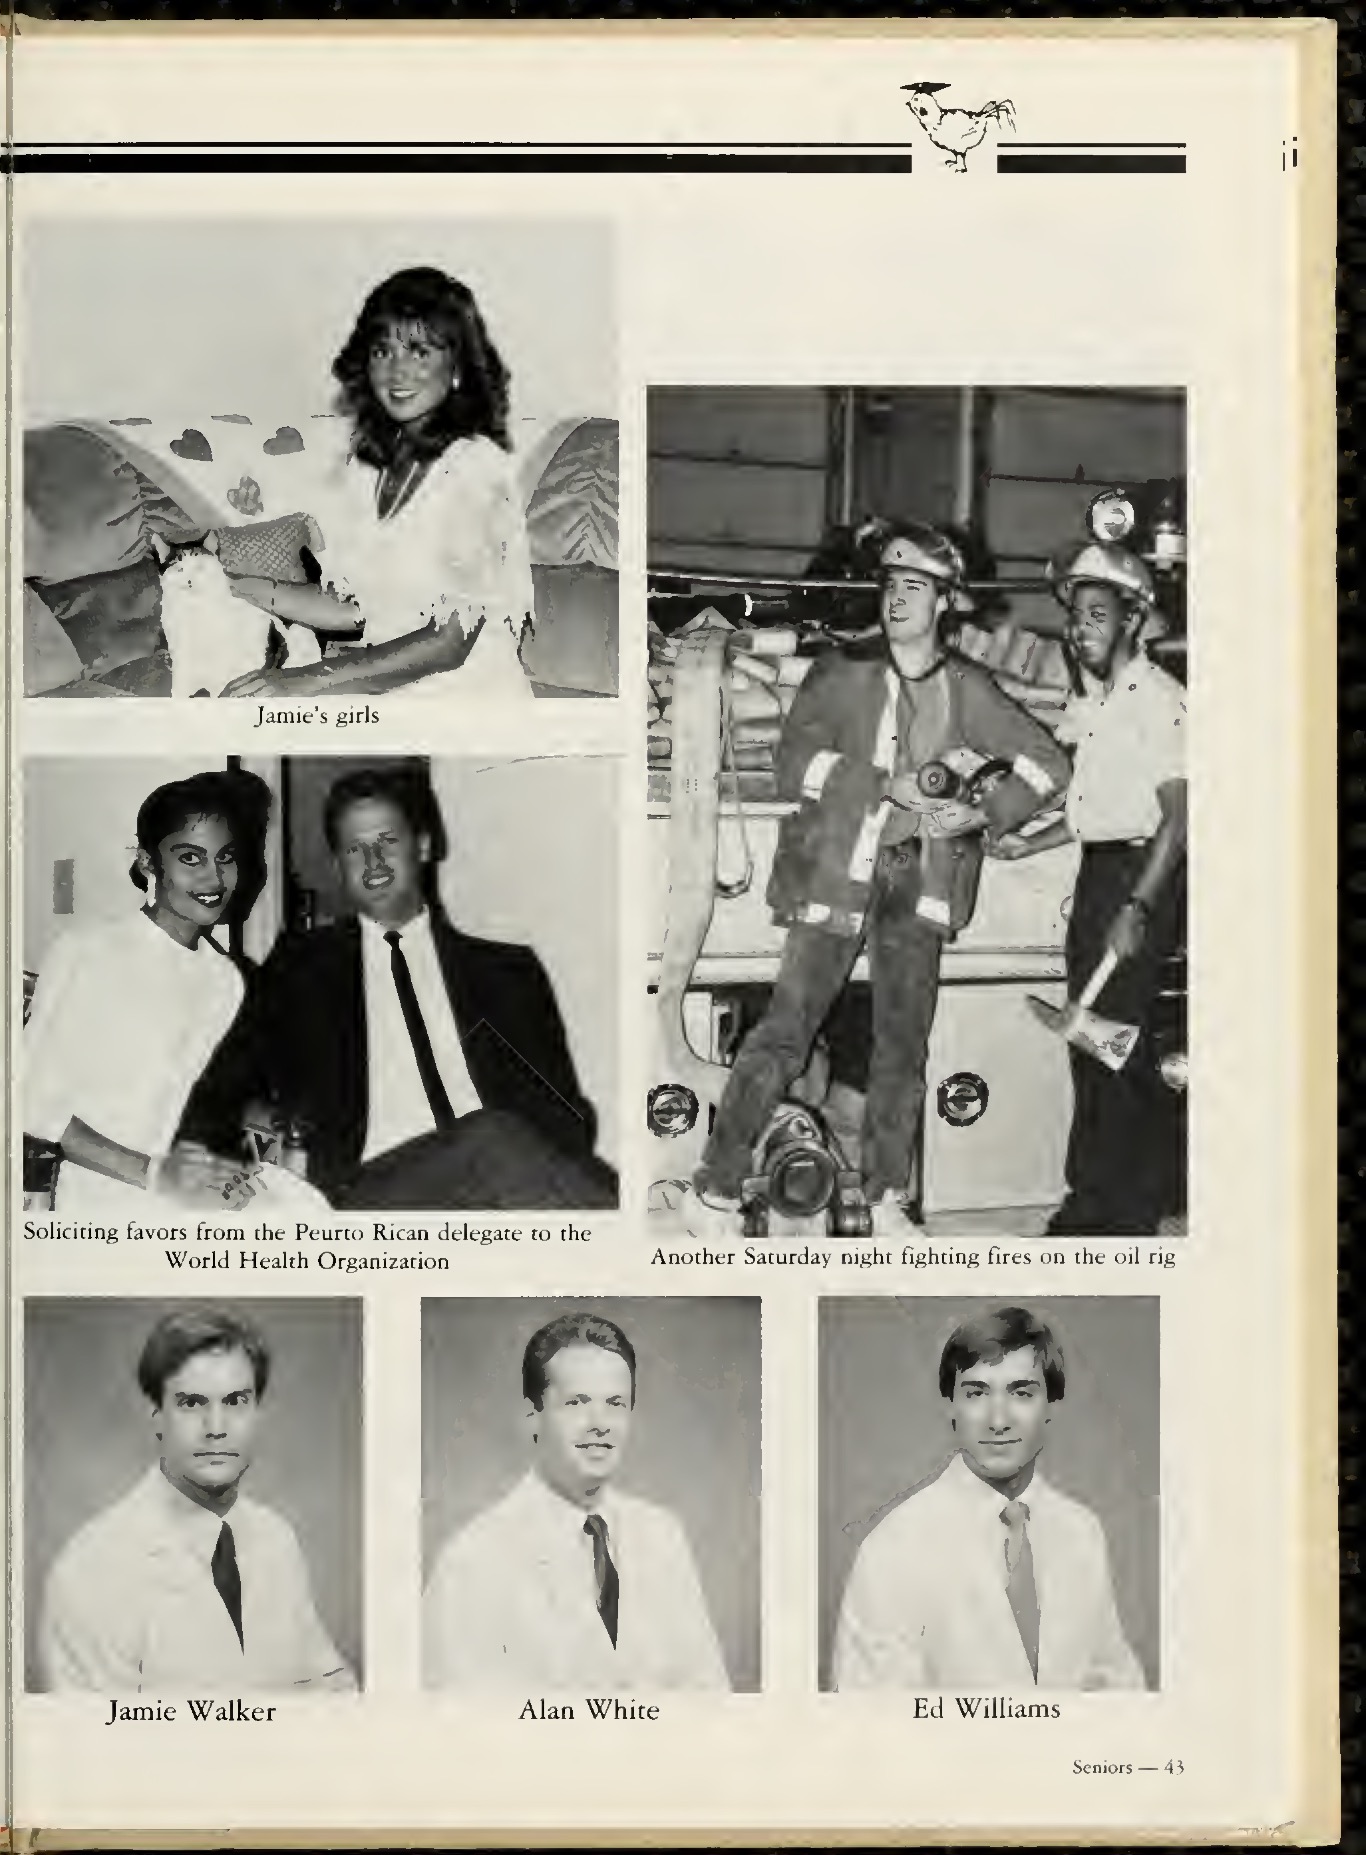 Jamie's girls
Soliciting favors from the Peurto Rican delegate to the
World Health Organization
Another Saturday night fighting fires on the oil rig
Jamie Walker
Alan White
Ed Williams
Seniors — 43